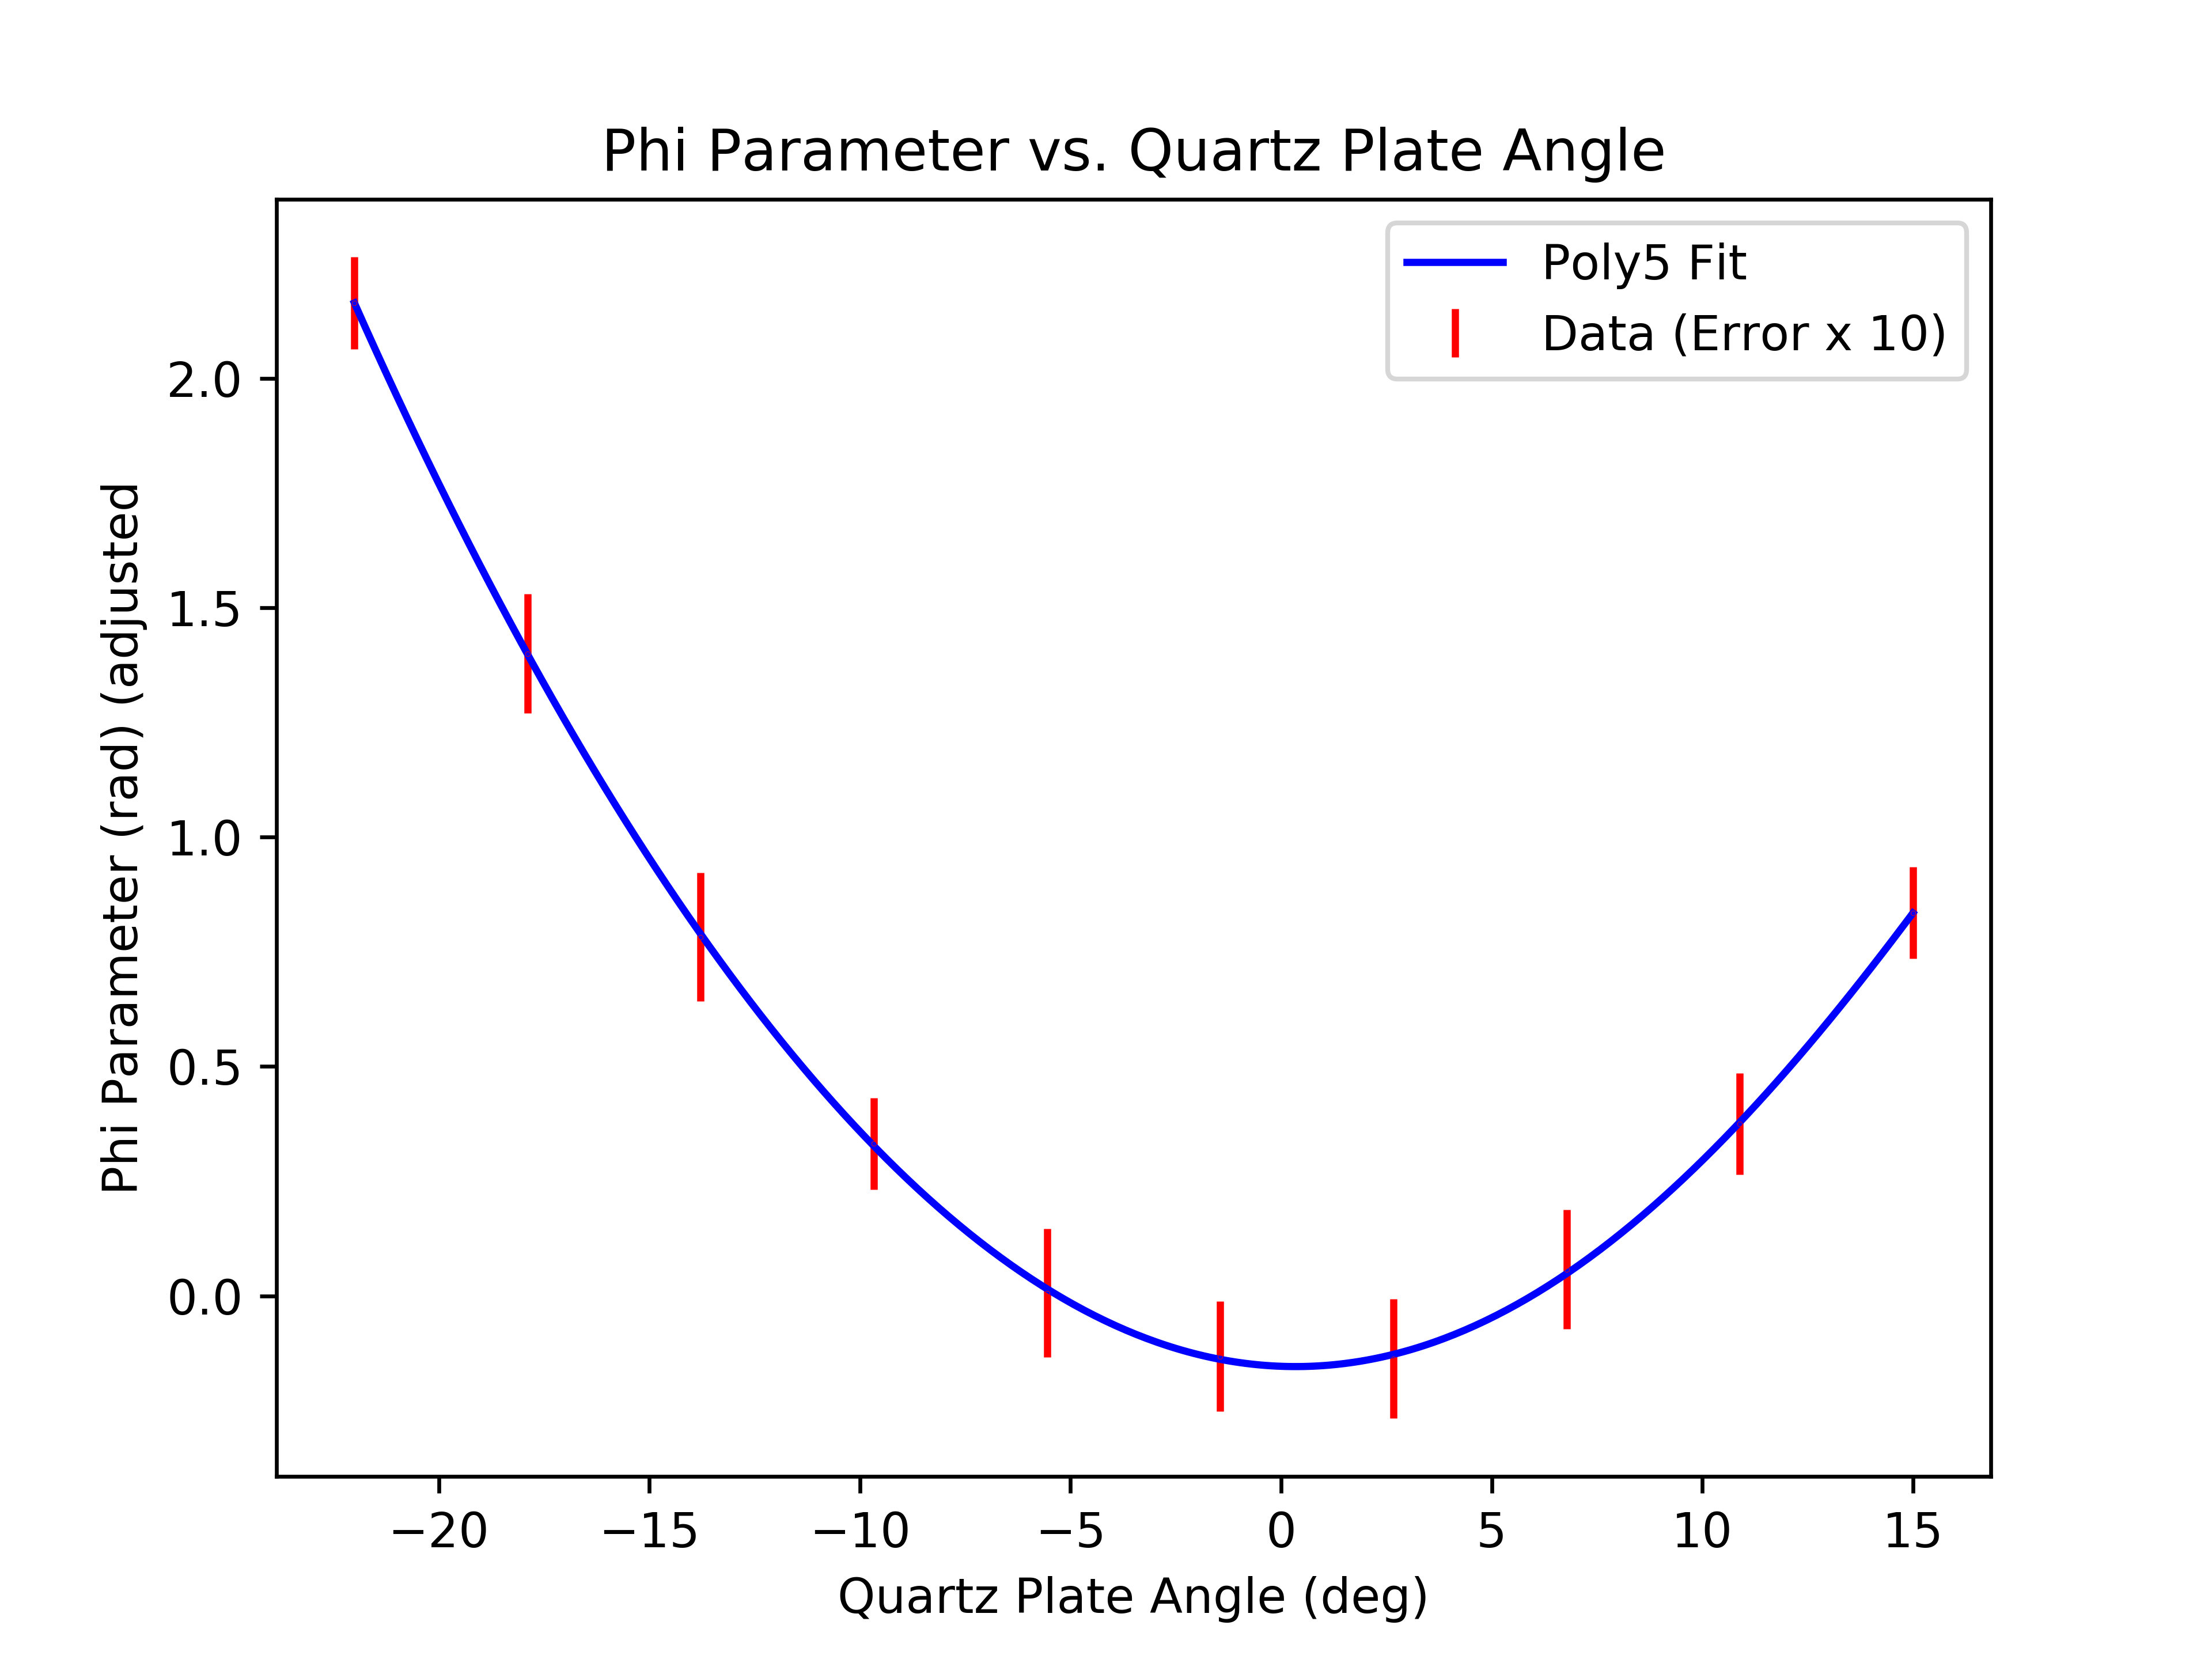 Phi Parameter vs. Quartz Plate Angle
Poly5 Fit
Data (Error x 10)
Phi Parameter (rad) (adjusted
2.0
1.5
1.0
0.5
0.0
−20 −15 −10 −5 0 5 10 15
Quartz Plate Angle (deg)